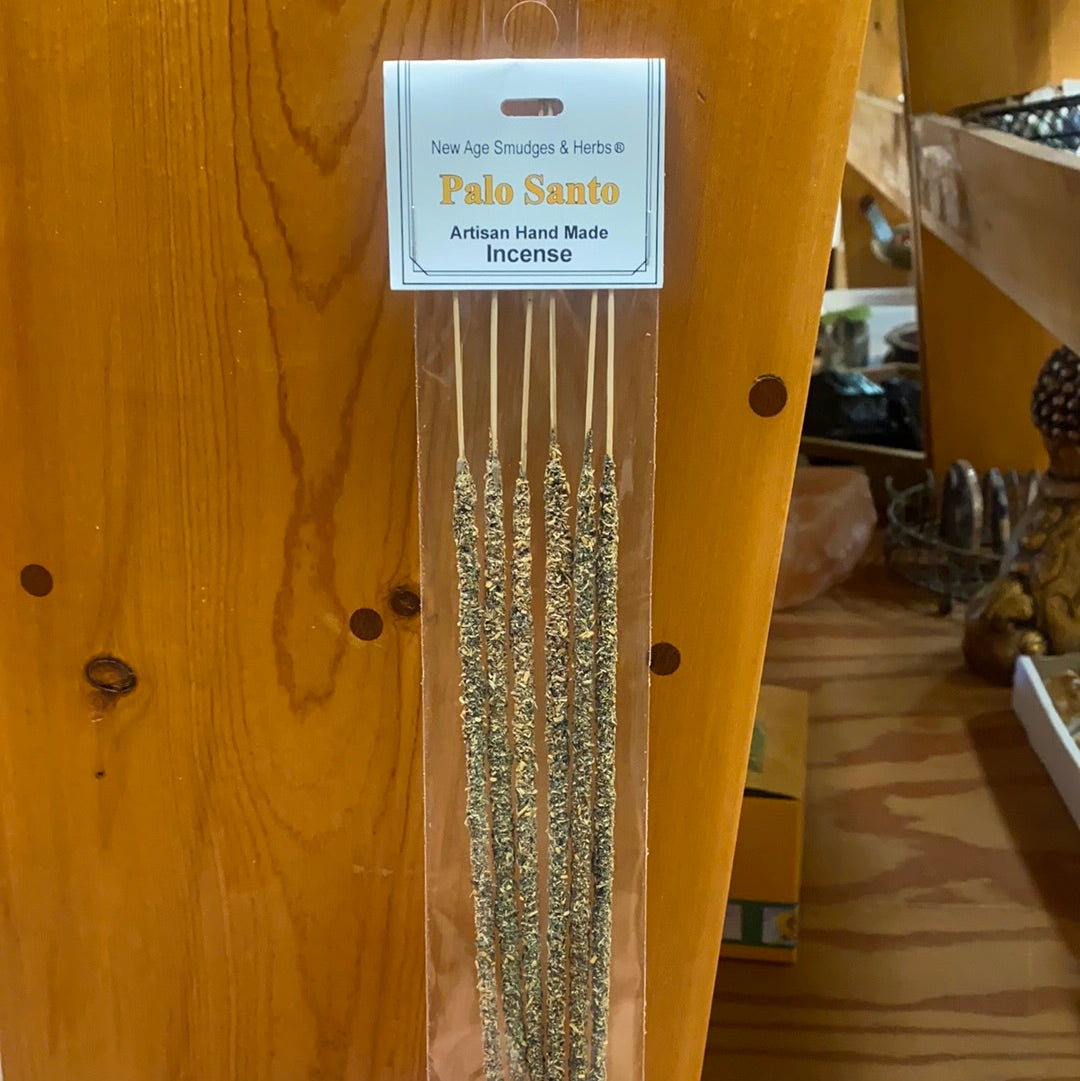 New Age Smudges & Herbs®
Palo Santo
Artisan Hand Made
Incense